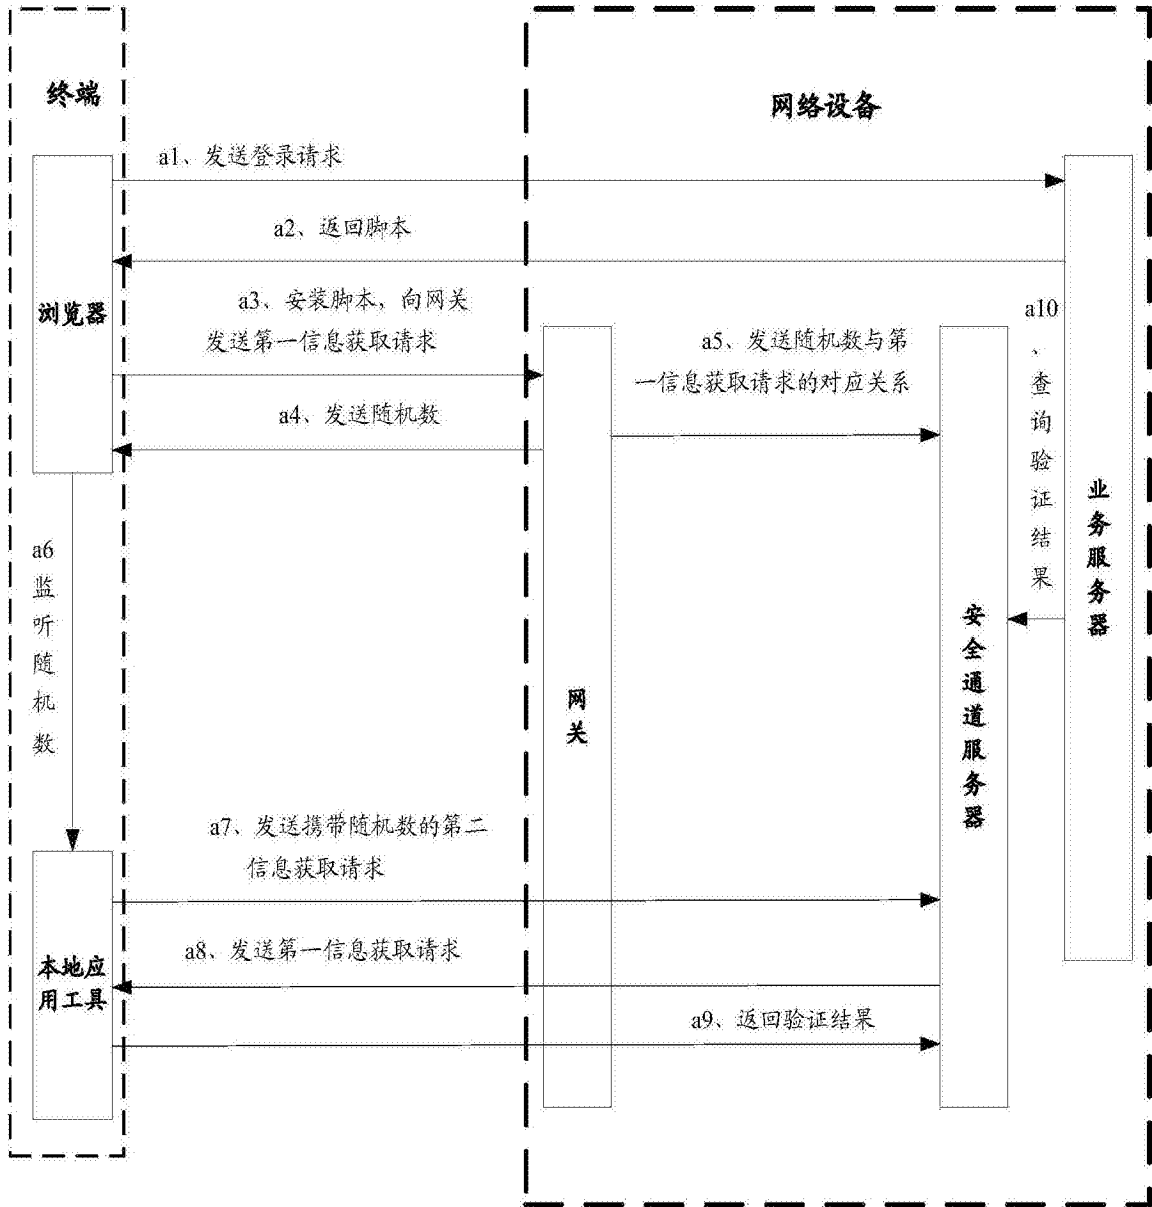 终端
网络设备
a1、发送登录请求
a2、返回脚本
浏览器
a3、安装脚本，向网关
发送第一信息获取请求
a4、发送随机数
a5、发送随机数与第
一信息获取请求的对应关系
a10
、
查
询
验
证
结
果
业
务
服
务
器
a6
监
听
随
机
数
安
全
通
道
服
务
器
网
关
a7、发送携带随机数的第二
信息获取请求
a8、发送第一信息获取请求
本地应
用工具
a9、返回验证结果